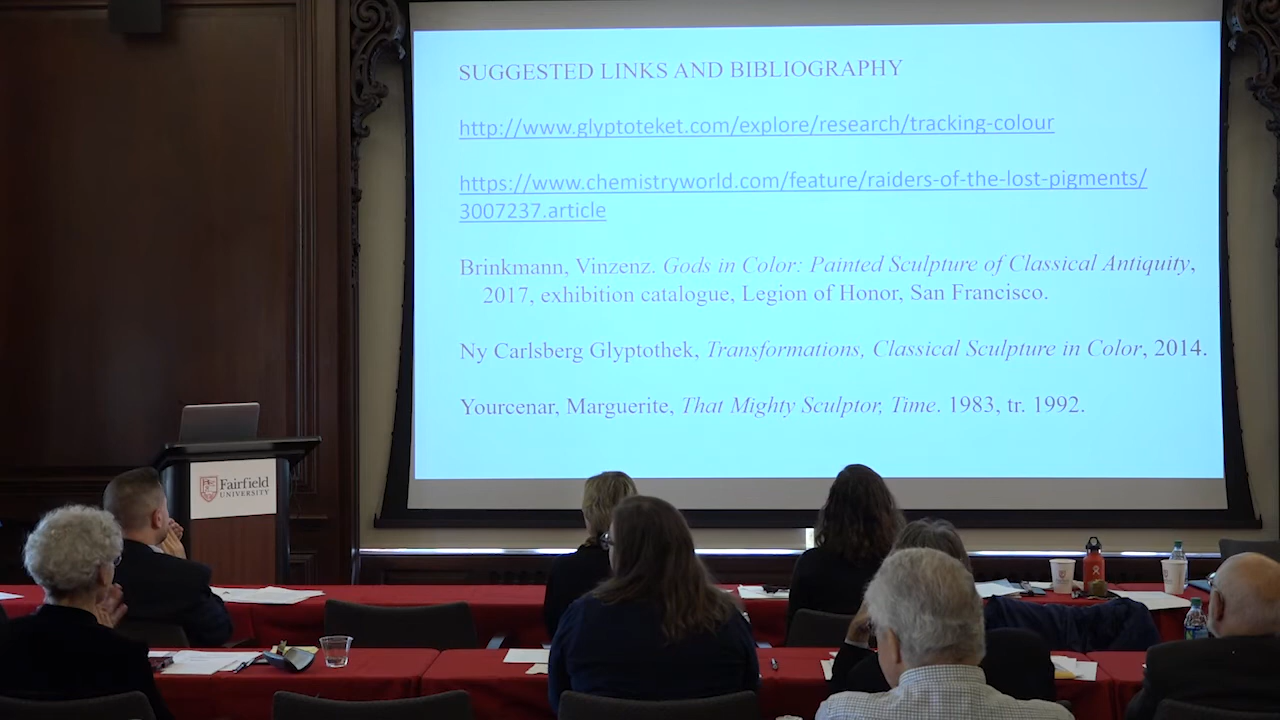 SUGGESTED LINKS AND BIBLIOGRAPHY
http://www.glyptoteket.com/explore/research/tracking-colour
https://www.chemistryworld.com/feature/raiders-of-the-lost-pigments/
3007237.article
Brinkmann, Vinzenz. Gods in Color: Painted Sculpture of Classical Antiquity,
2017, exhibition catalogue, Legion of Honor, San Francisco.
Ny Carlsberg Glyptothek, Transformations, Classical Sculpture in Color, 2014.
Yourcenar, Marguerite, That Mighty Sculptor, Time. 1983, tr. 1992.
Fairfield
UNIVERSITY